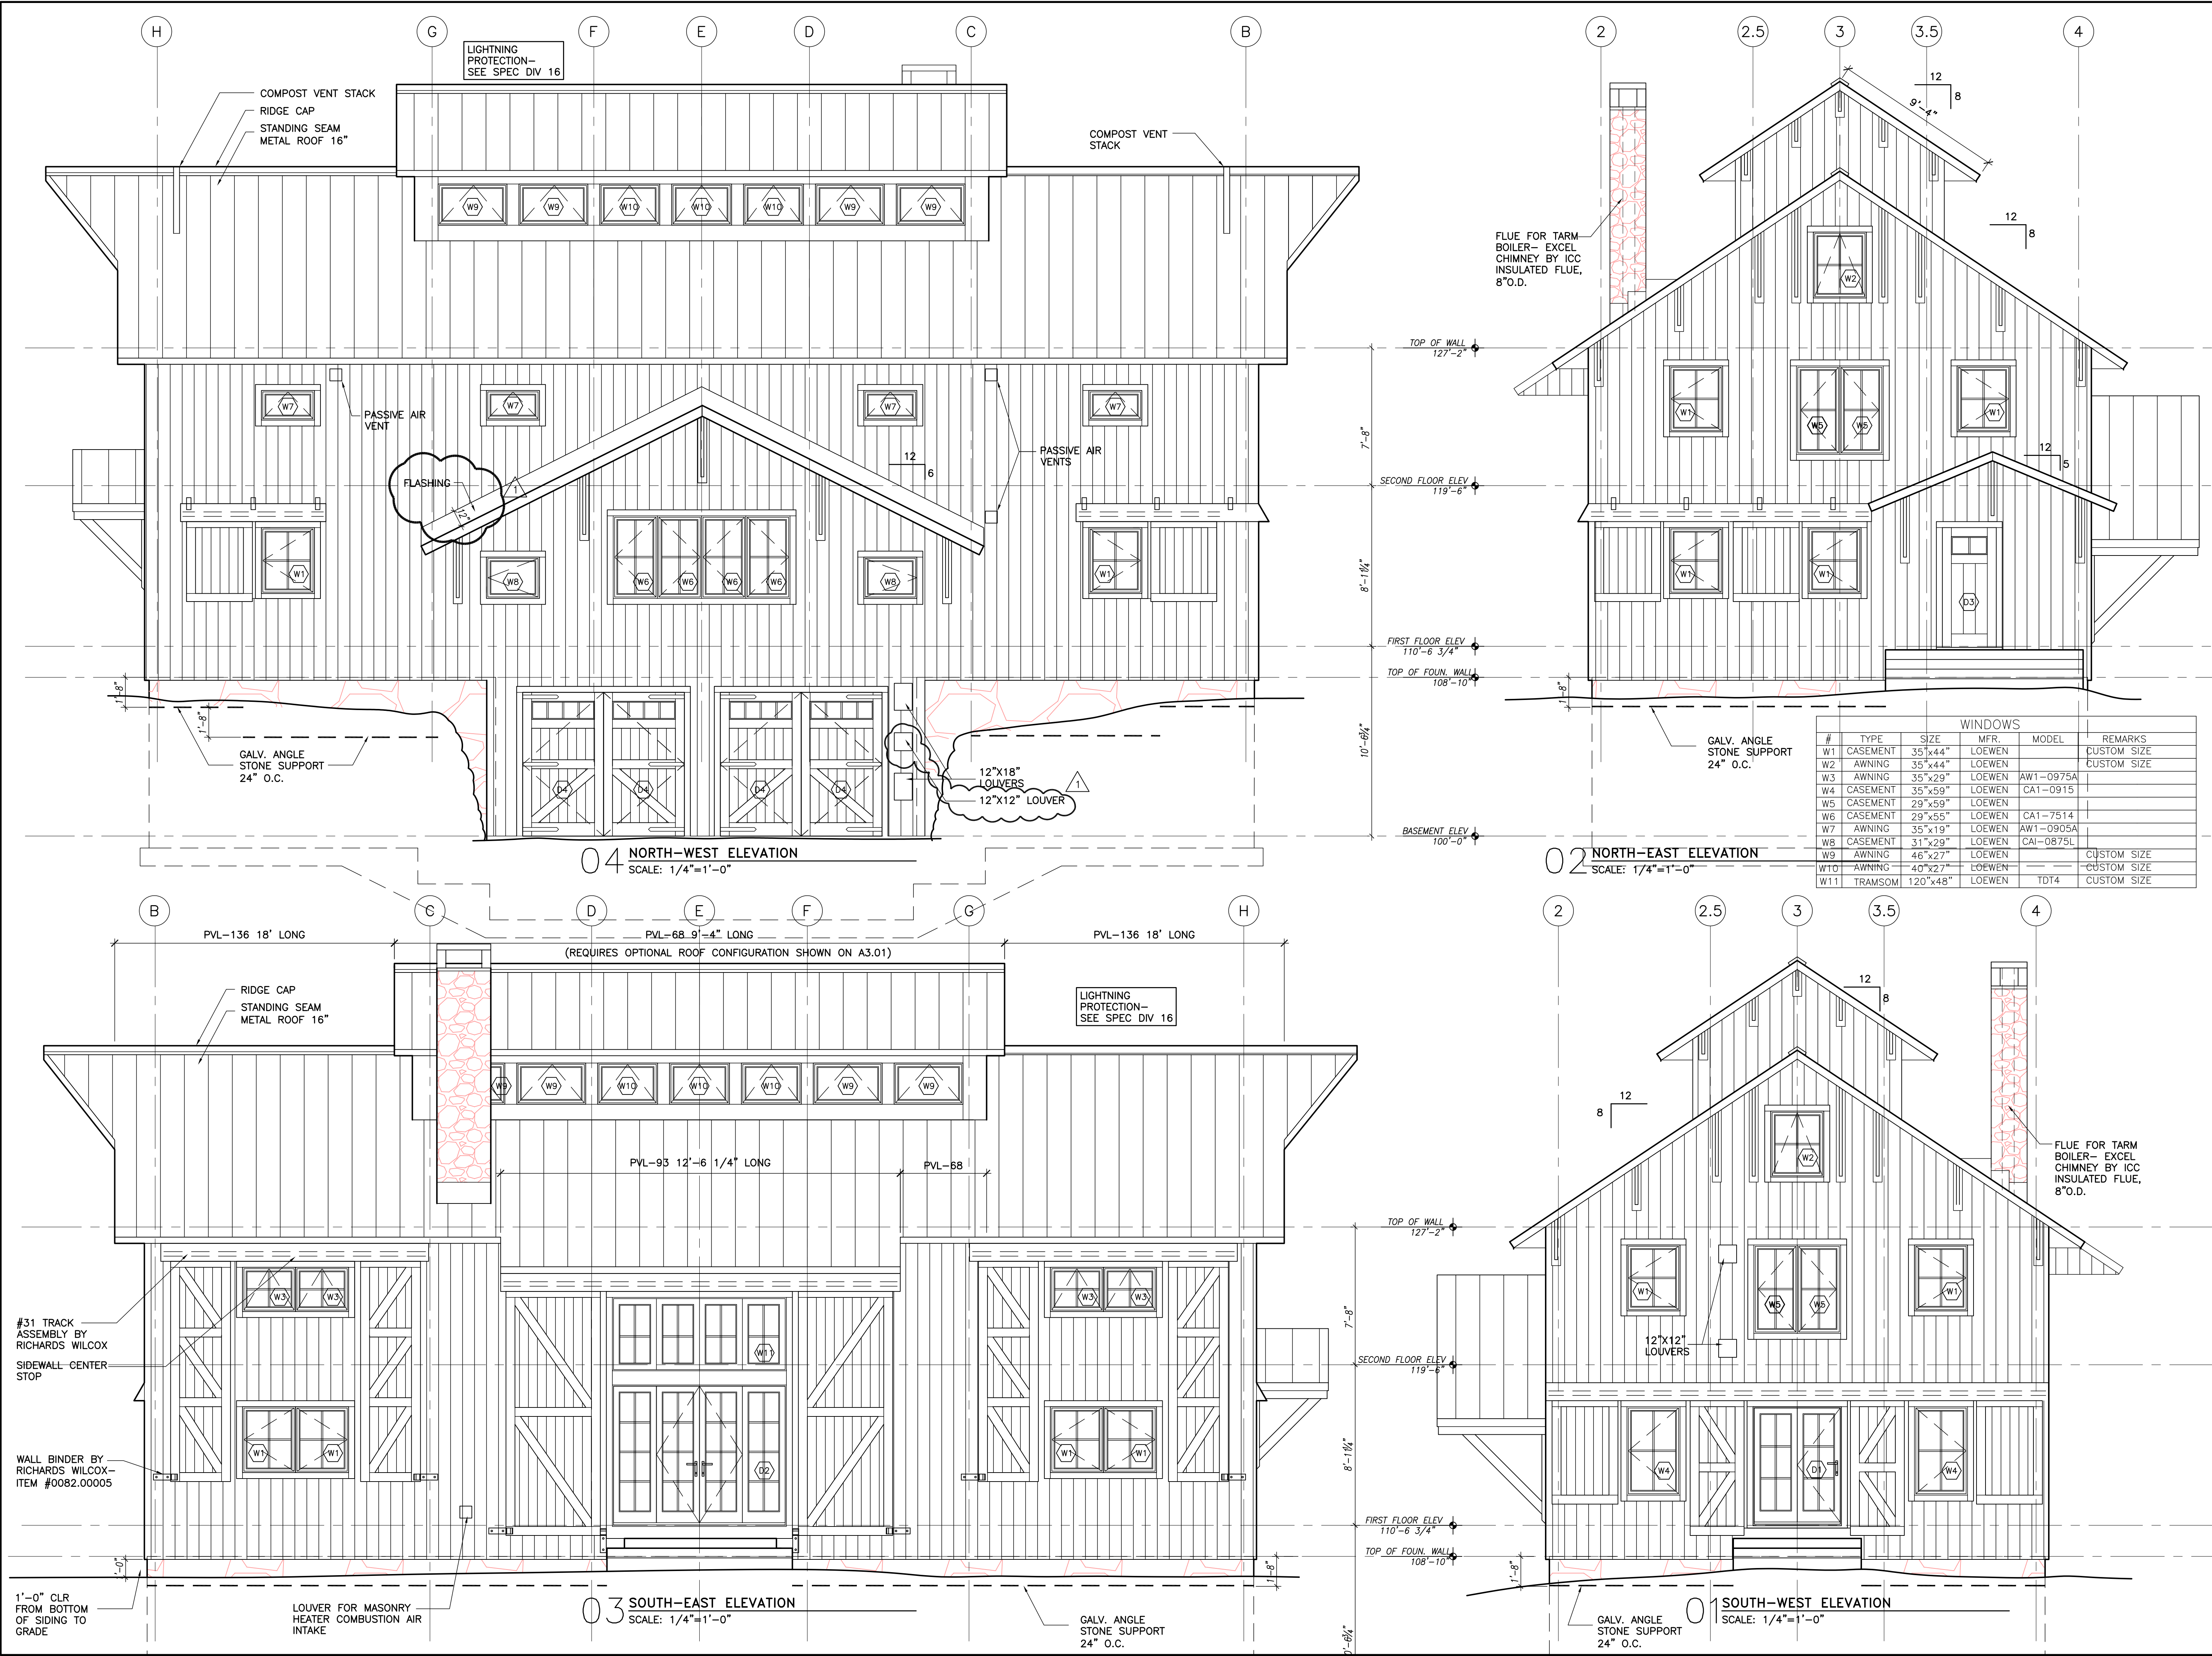 H
G
F
E
D
C
B
LIGHTNING
PROTECTION-
SEE SPEC DIV 16
COMPOST VENT STACK
RIDGE CAP
STANDING SEAM
METAL ROOF 16"
COMPOST VENT
STACK
W9
W9
W10
W10
W10
W9
W9
W7
W7
W7
W7
PASSIVE AIR
VENT
PASSIVE AIR
VENTS
12
6
FLASHING
1
12"
W1
W8
W6
W6
W6
W6
W8
W1
1'-8"
1'-8"
GALV. ANGLE
STONE SUPPORT
24" O.C.
D4
D4
D4
D4
12"X18"
LOUVERS
12"X12" LOUVER
1
04 NORTH-WEST ELEVATION
SCALE: 1/4"=1'-0"
TOP OF WALL
127'-2"
7'-8"
SECOND FLOOR ELEV
119'-6"
8'-11¼"
FIRST FLOOR ELEV
110'-6 3/4"
TOP OF FOUN. WALL
108'-10"
10'-6¾"
BASEMENT ELEV
100'-0"
2
2.5
3
3.5
4
12
8
9'-4"
12
8
FLUE FOR TARM
BOILER- EXCEL
CHIMNEY BY ICC
INSULATED FLUE,
8"O.D.
W2
W1
W5
W5
W1
12
5
W1
W1
D3
1'-8"
GALV. ANGLE
STONE SUPPORT
24" O.C.
02 NORTH-EAST ELEVATION
SCALE: 1/4"=1'-0"
WINDOWS
# TYPE SIZE MFR. MODEL REMARKS
W1 CASEMENT 35"x44" LOEWEN CUSTOM SIZE
W2 AWNING 35"x44" LOEWEN CUSTOM SIZE
W3 AWNING 35"x29" LOEWEN AW1-0975A
W4 CASEMENT 35"x59" LOEWEN CA1-0915
W5 CASEMENT 29"x59" LOEWEN
W6 CASEMENT 29"x55" LOEWEN CA1-7514
W7 AWNING 35"x19" LOEWEN AW1-0905A
W8 CASEMENT 31"x29" LOEWEN CAI-0875L
W9 AWNING 46"x27" LOEWEN CUSTOM SIZE
W10 AWNING 40"x27" LOEWEN CUSTOM SIZE
W11 TRAMSOM 120"x48" LOEWEN TDT4 CUSTOM SIZE
B
C
D
E
F
G
H
PVL-136 18' LONG
PVL-68 9'-4" LONG
PVL-136 18' LONG
(REQUIRES OPTIONAL ROOF CONFIGURATION SHOWN ON A3.01)
RIDGE CAP
STANDING SEAM
METAL ROOF 16"
LIGHTNING
PROTECTION-
SEE SPEC DIV 16
W9
W9
W10
W10
W10
W9
W9
PVL-93 12'-6 1/4" LONG
PVL-68
#31 TRACK
ASSEMBLY BY
RICHARDS WILCOX
SIDEWALL CENTER
STOP
WALL BINDER BY
RICHARDS WILCOX-
ITEM #0082.00005
W3
W3
W11
W3
W3
W1
W1
D2
W1
W1
1'-0"
1'-8"
1'-0" CLR
FROM BOTTOM
OF SIDING TO
GRADE
LOUVER FOR MASONRY
HEATER COMBUSTION AIR
INTAKE
03 SOUTH-EAST ELEVATION
SCALE: 1/4"=1'-0"
GALV. ANGLE
STONE SUPPORT
24" O.C.
TOP OF WALL
127'-2"
7'-8"
SECOND FLOOR ELEV
119'-6"
8'-11¼"
FIRST FLOOR ELEV
110'-6 3/4"
TOP OF FOUN. WALL
108'-10"
0'-6¾"
2
2.5
3
3.5
4
12
8
12
8
W2
FLUE FOR TARM
BOILER- EXCEL
CHIMNEY BY ICC
INSULATED FLUE,
8"O.D.
W1
W5
W5
W1
12"X12"
LOUVERS
W4
D1
W4
1'-8"
GALV. ANGLE
STONE SUPPORT
24" O.C.
01 SOUTH-WEST ELEVATION
SCALE: 1/4"=1'-0"